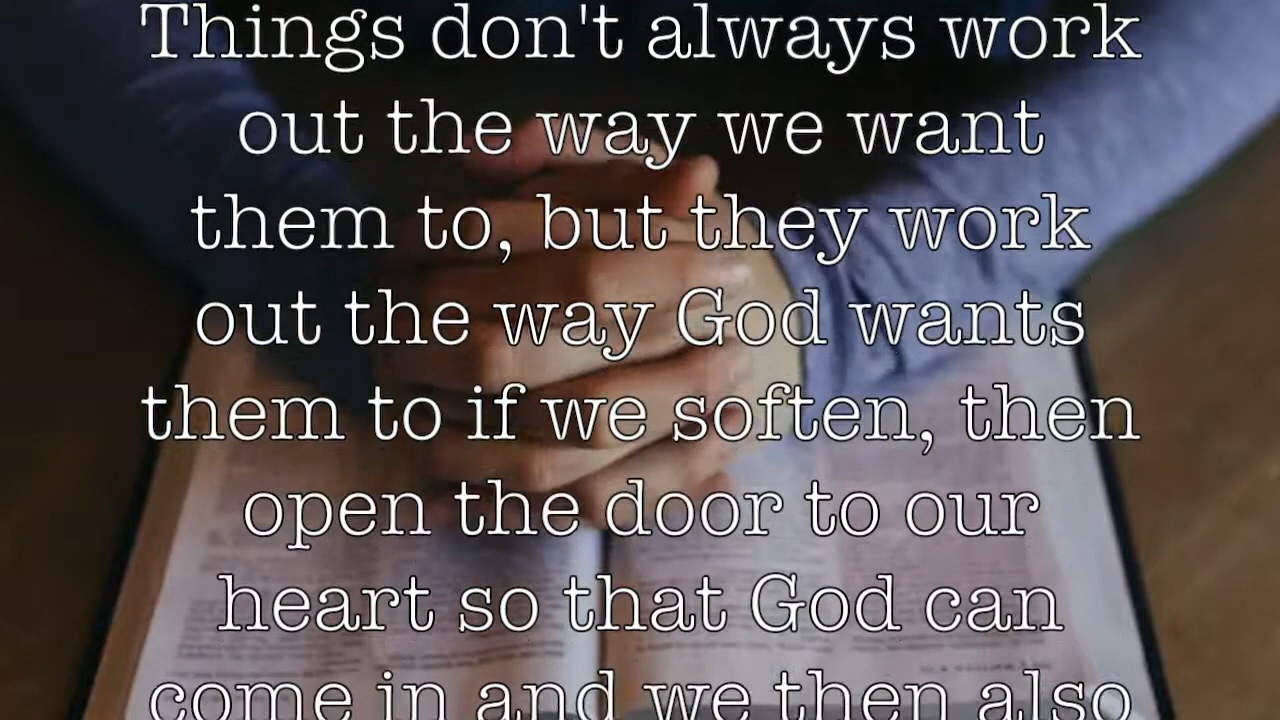 Things don't always work
out the way we want
them to, but they work
out the way God wants
them to if we soften, then
open the door to our
heart so that God can
come in and we then also